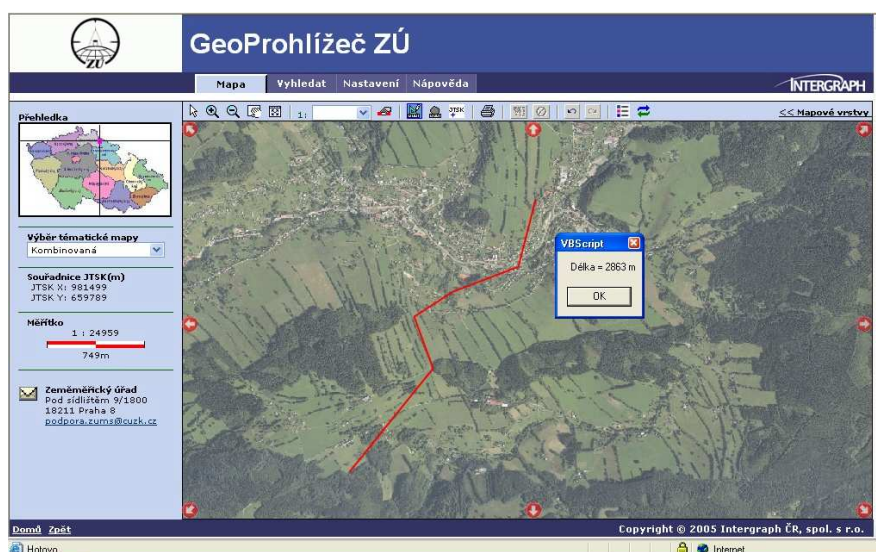 ZÚ
GeoProhlížeč ZÚ
Mapa Vyhledat Nastavení Nápověda
INTERGRAPH
Přehledka
1:
JTSK
<< Mapové vrstvy
Výběr tématické mapy
Kombinovaná
Souřadnice JTSK(m)
JTSK X: 981499
JTSK Y: 659789
Měřítko
1 : 24959
749m
Zeměměřický úřad
Pod sídlištěm 9/1800
18211 Praha 8
podpora.zums@cuzk.cz
VBScript
Délka = 2863 m
OK
Domů Zpět
Copyright © 2005 Intergraph ČR, spol. s r.o.
Hotovo
Internet